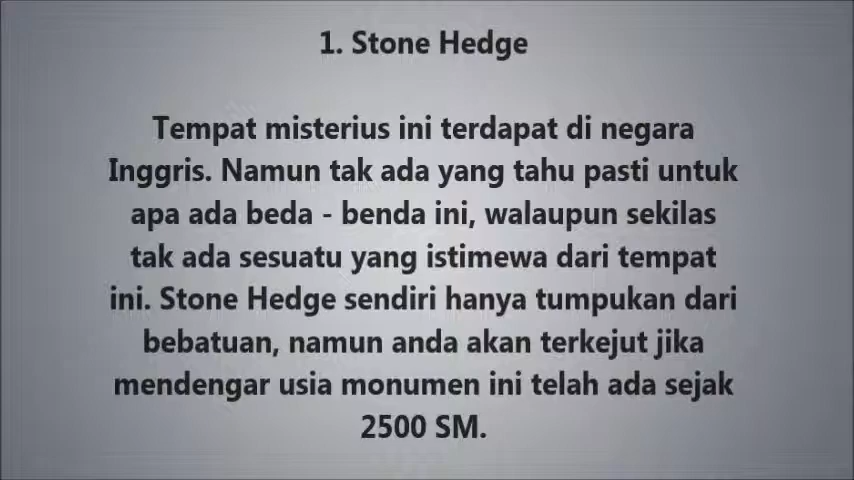 1. Stone Hedge
Tempat misterius ini terdapat di negara
Inggris. Namun tak ada yang tahu pasti untuk
apa ada beda - benda ini, walaupun sekilas
tak ada sesuatu yang istimewa dari tempat
ini. Stone Hedge sendiri hanya tumpukan dari
bebatuan, namun anda akan terkejut jika
mendengar usia monumen ini telah ada sejak
2500 SM.